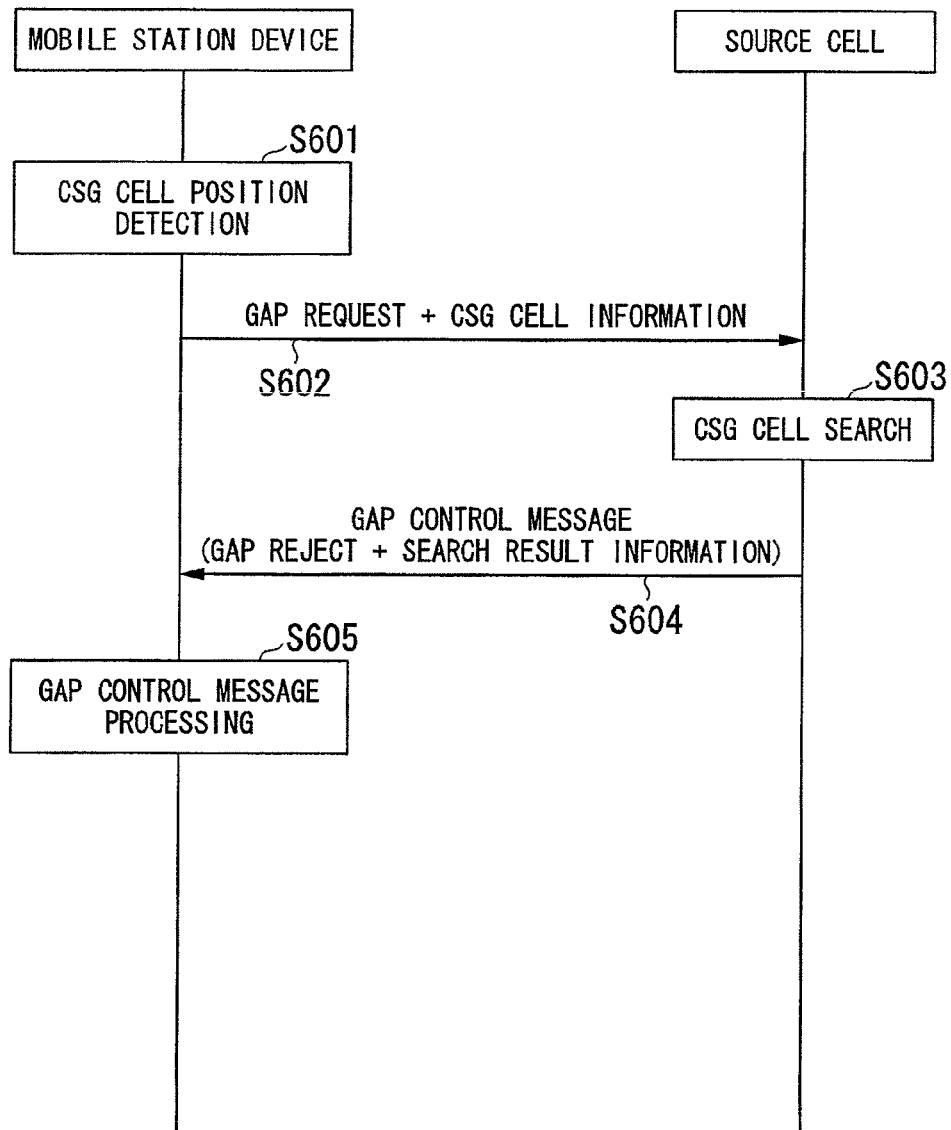 MOBILE STATION DEVICE
SOURCE CELL
S601
CSG CELL POSITION
DETECTION
GAP REQUEST + CSG CELL INFORMATION
S602
S603
CSG CELL SEARCH
GAP CONTROL MESSAGE
(GAP REJECT + SEARCH RESULT INFORMATION)
S604
S605
GAP CONTROL MESSAGE
PROCESSING